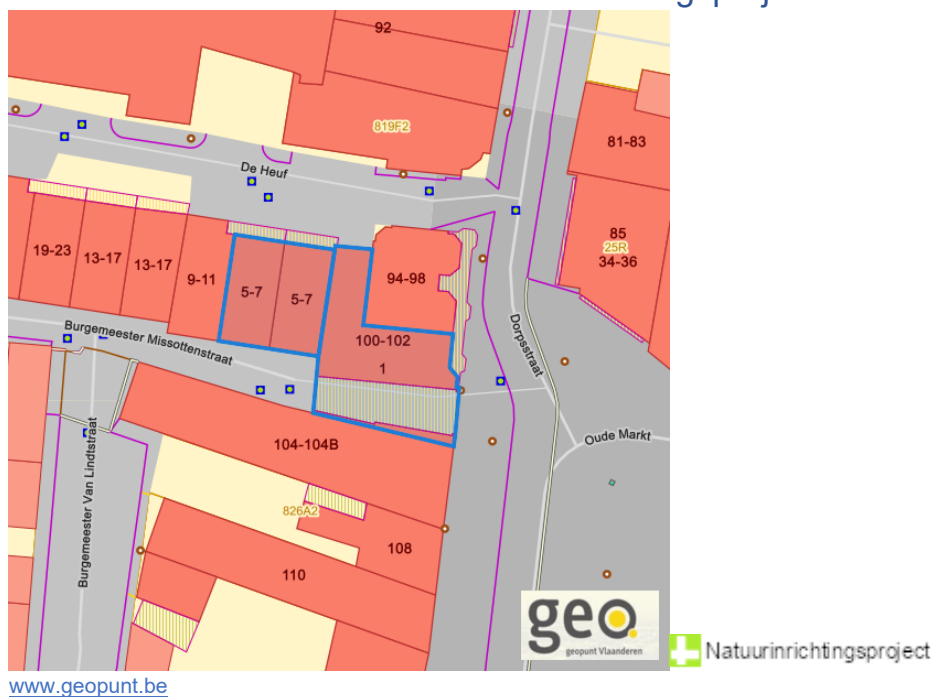 92
819F2
81-83
De Heuf
85
25R
34-36
19-23
13-17
13-17
9-11
5-7
5-7
94-98
100-102
1
Burgemeester Missottenstraat
Dorpsstraat
Oude Markt
104-104B
Burgemeester Van Lindtstraat
826A2
108
110
geo
geopunt Vlaanderen
Natuurinrichtingsproject
www.geopunt.be